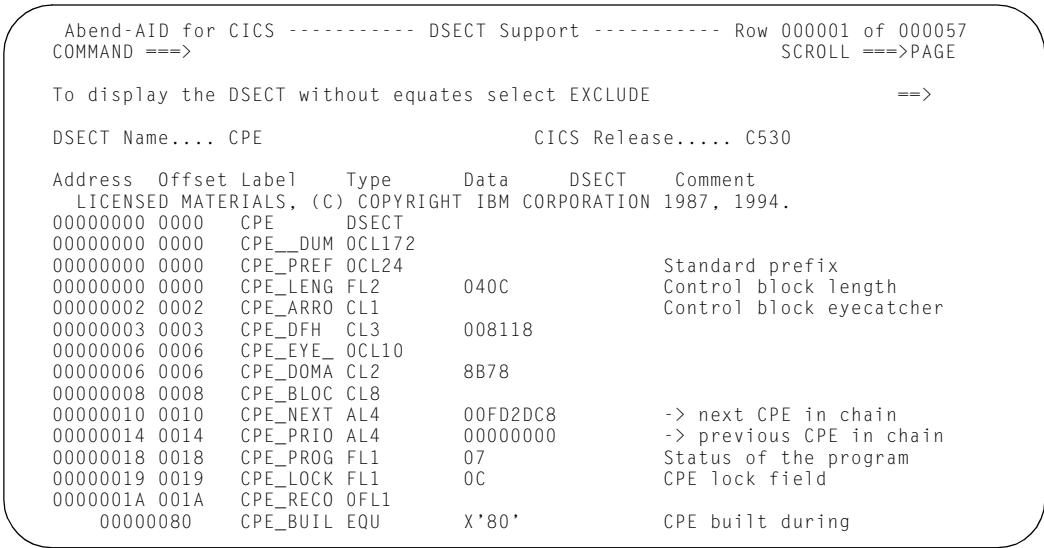 Abend-AID for CICS ----------- DSECT Support ----------- Row 000001 of 000057
COMMAND ===> SCROLL ===>PAGE
To display the DSECT without equates select EXCLUDE ==>
DSECT Name.... CPE CICS Release..... C530
Address Offset Label Type Data DSECT Comment
LICENSED MATERIALS, (C) COPYRIGHT IBM CORPORATION 1987, 1994.
00000000 0000 CPE DSECT
00000000 0000 CPE__DUM 0CL172
00000000 0000 CPE_PREF 0CL24 Standard prefix
00000000 0000 CPE_LENG FL2 040C Control block length
00000002 0002 CPE_ARRO CL1 Control block eyecatcher
00000003 0003 CPE_DFH CL3 008118
00000006 0006 CPE_EYE_ 0CL10
00000006 0006 CPE_DOMA CL2 8B78
00000008 0008 CPE_BLOC CL8
00000010 0010 CPE_NEXT AL4 00FD2DC8 -> next CPE in chain
00000014 0014 CPE_PRIO AL4 00000000 -> previous CPE in chain
00000018 0018 CPE_PROG FL1 07 Status of the program
00000019 0019 CPE_LOCK FL1 0C CPE lock field
0000001A 001A CPE_RECO 0FL1
00000080 CPE_BUIL EQU X'80' CPE built during